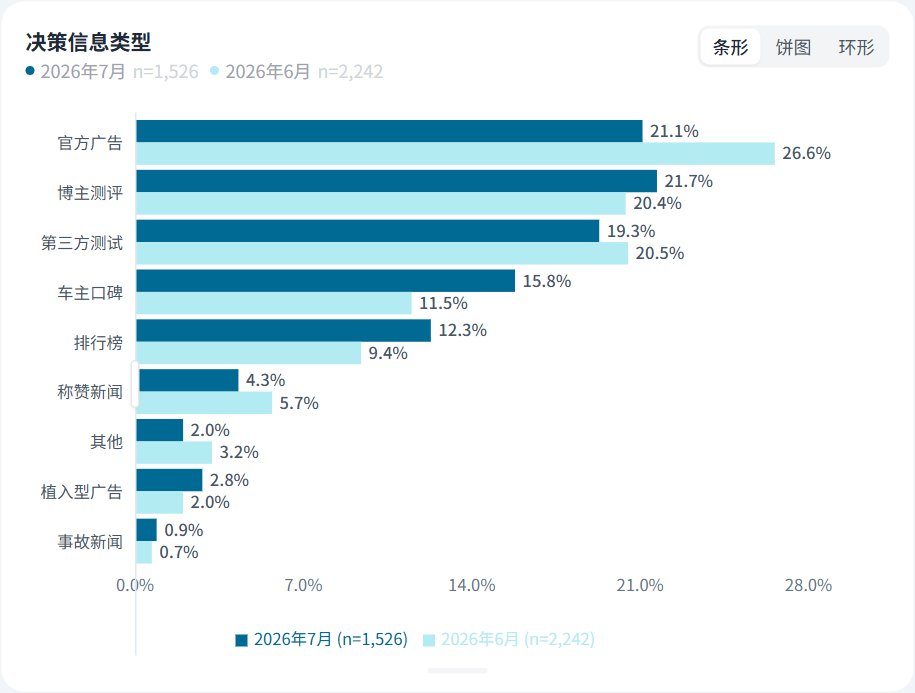 决策信息类型
条形 饼图 环形
2026年7月 n=1,526 2026年6月 n=2,242
官方广告 21.1%
26.6%
博主测评 21.7%
20.4%
第三方测试 19.3%
20.5%
车主口碑 15.8%
11.5%
排行榜 12.3%
9.4%
称赞新闻 4.3%
5.7%
其他 2.0%
3.2%
植入型广告 2.8%
2.0%
事故新闻 0.9%
0.7%
0.0% 7.0% 14.0% 21.0% 28.0%
2026年7月 (n=1,526) 2026年6月 (n=2,242)